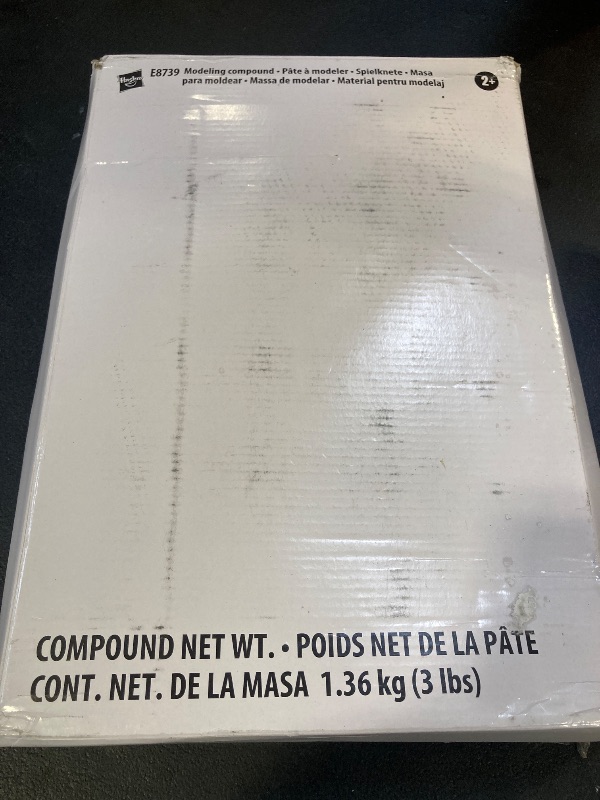 Hasbro
E8739 Modeling compound • Pâte à modeler • Spielknete • Masa
para moldear • Massa de modelar • Material pentru modelaj
2+
COMPOUND NET WT. • POIDS NET DE LA PÂTE
CONT. NET. DE LA MASA 1.36 kg (3 lbs)